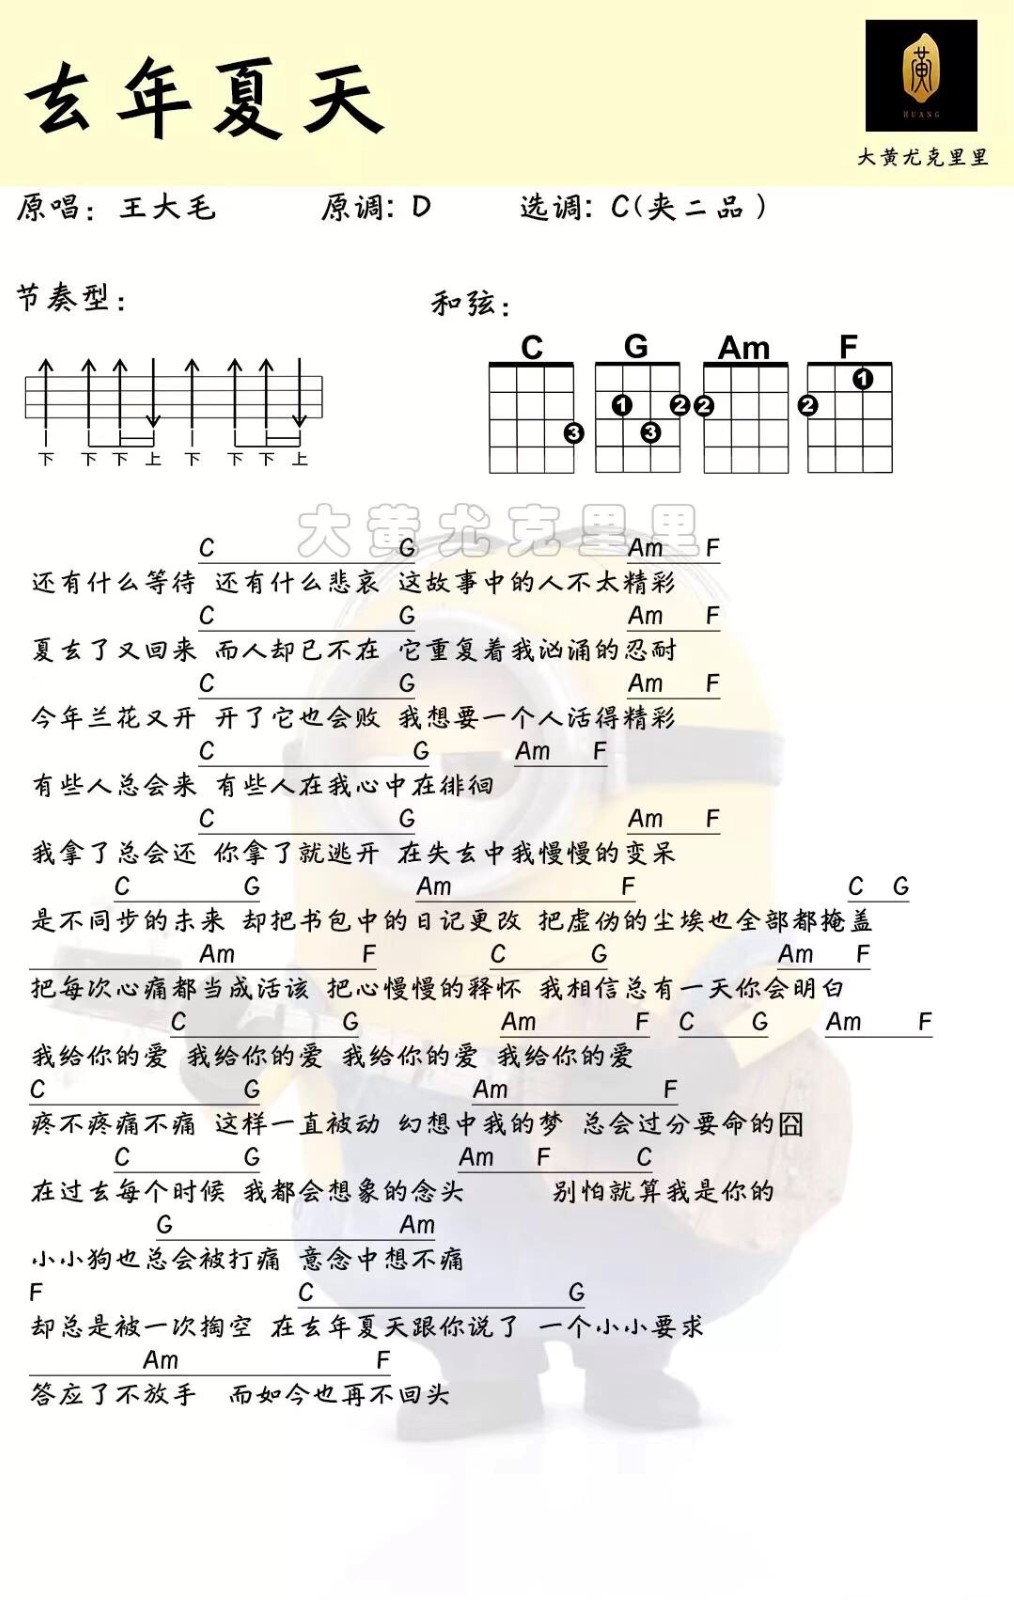 去年夏天
黄
HUANG
大黄尤克里里
原唱：王大毛 原调: D 选调: C(夹二品)
节奏型： 和弦：
C G Am F
1 2 2 1 2
3 3
下 下 下 上 下 下 下 上
大黄尤克里里
C G Am F
还有什么等待 还有什么悲哀 这故事中的人不太精彩
C G Am F
夏去了又回来 而人却已不在 它重复着我汹涌的忍耐
C G Am F
今年兰花又开 开了它也会败 我想要一个人活得精彩
C G Am F
有些人总会来 有些人在我心中在徘徊
C G Am F
我拿了总会还 你拿了就逃开 在失去中我慢慢的变呆
C G Am F C G
是不同步的未来 却把书包中的日记更改 把虚伪的尘埃也全部都掩盖
Am F C G Am F
把每次心痛都当成活该 把心慢慢的释怀 我相信总有一天你会明白
C G Am F C G Am F
我给你的爱 我给你的爱 我给你的爱 我给你的爱
C G Am F
疼不疼痛不痛 这样一直被动 幻想中我的梦 总会过分要命的囧
C G Am F C
在过去每个时候 我都会想象的念头 别怕就算我是你的
G Am
小小狗也总会被打痛 意念中想不痛
F C G
却总是被一次掏空 在去年夏天跟你说了 一个小小要求
Am F
答应了不放手 而如今也再不回头